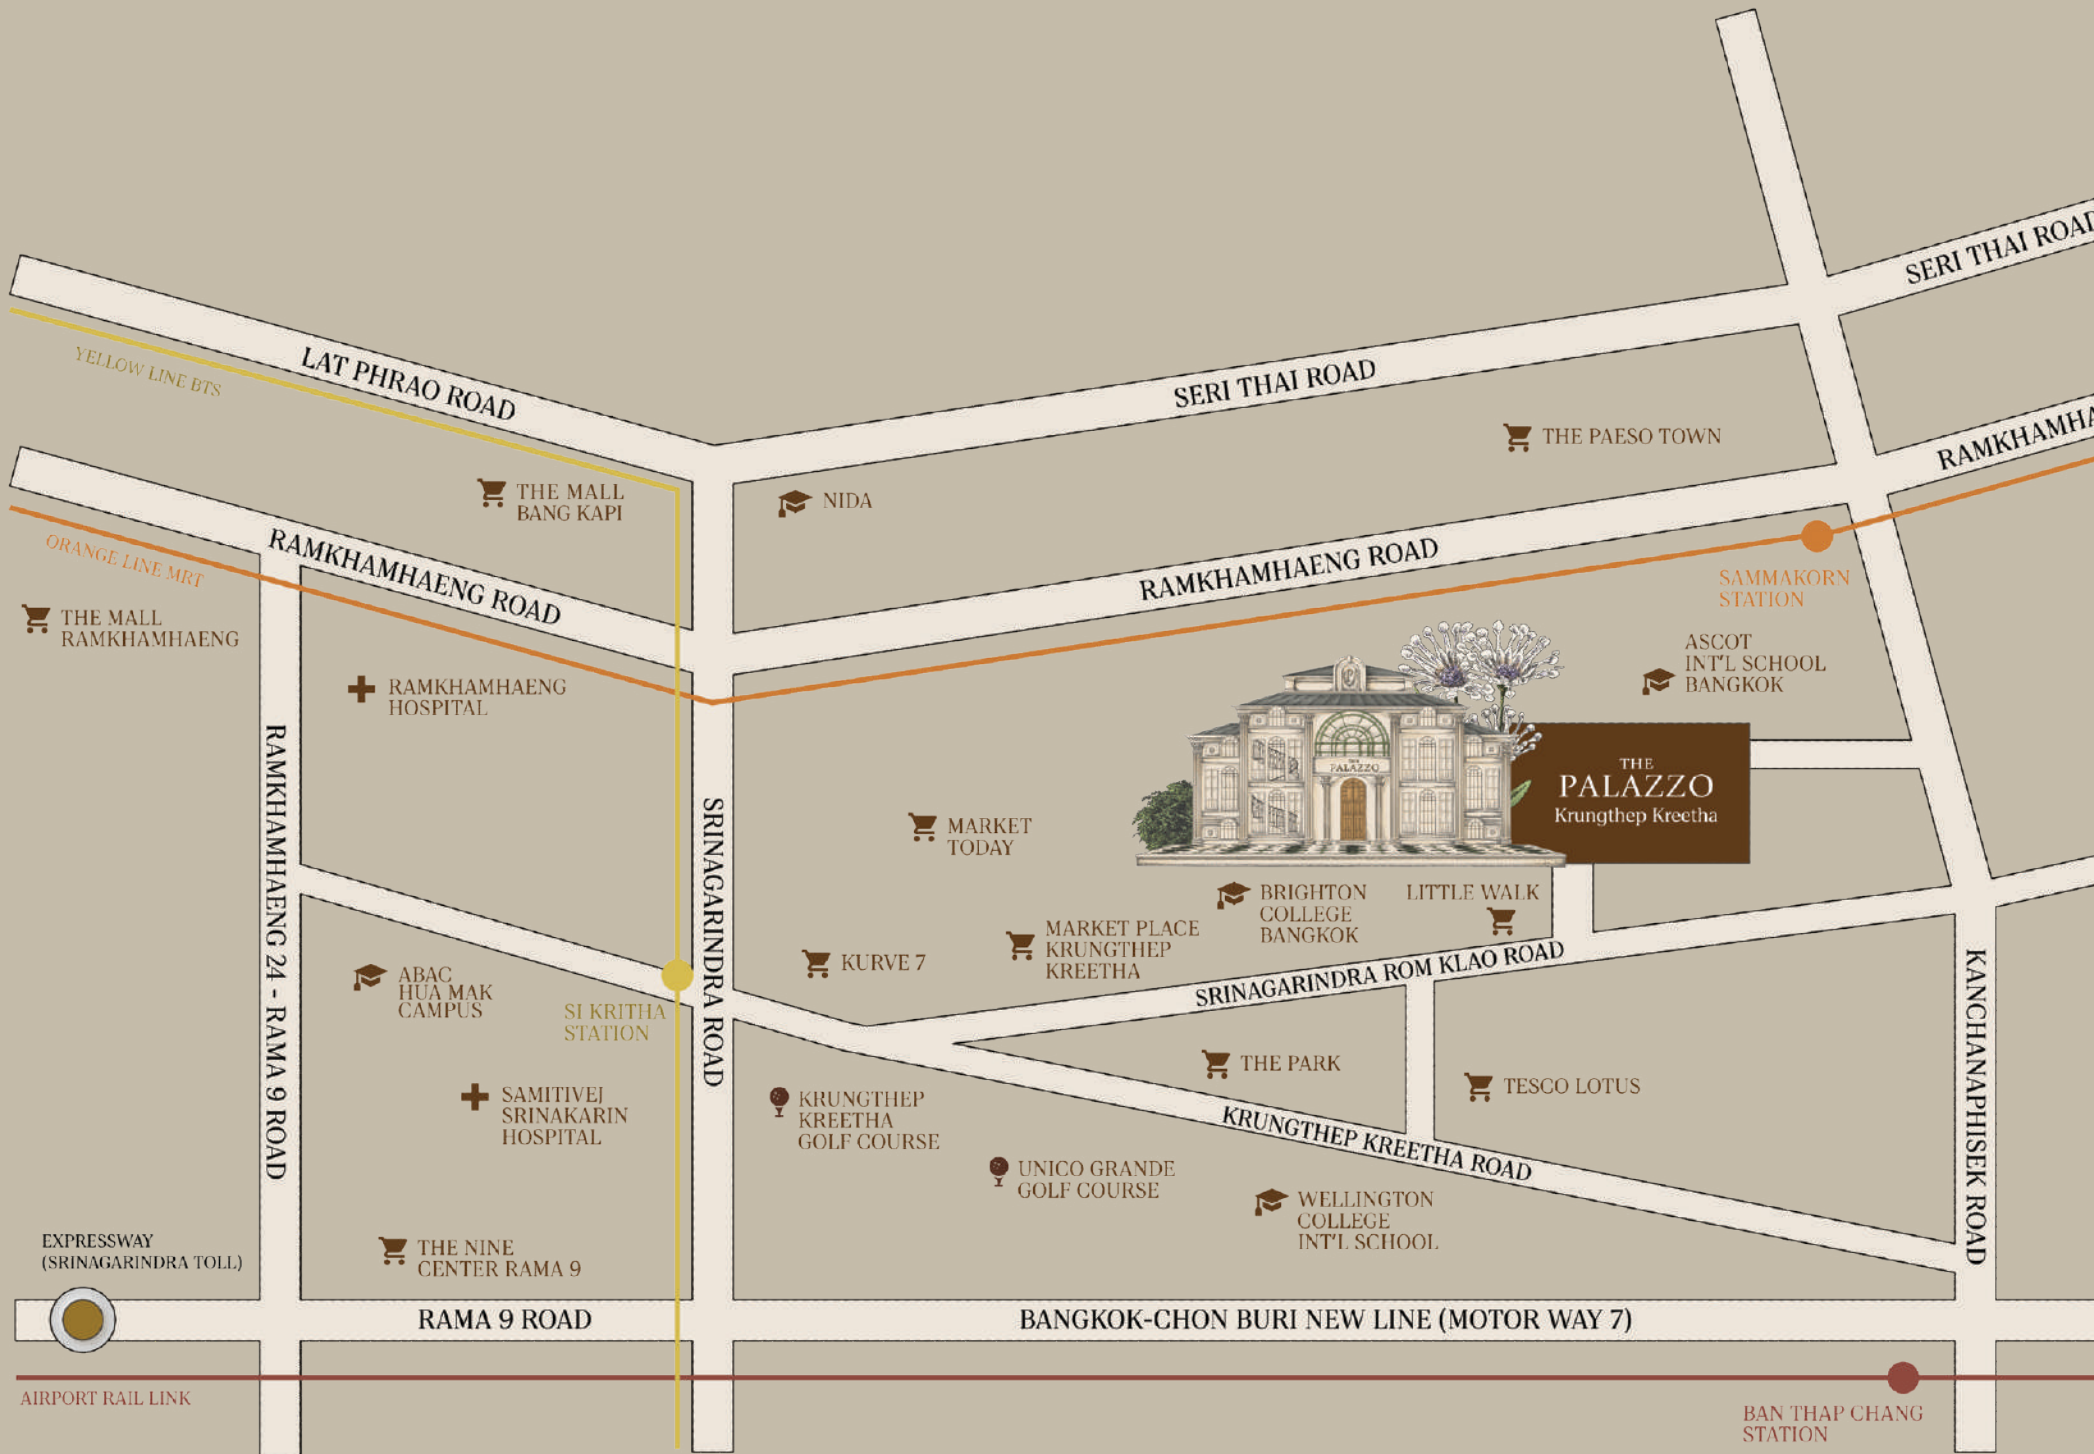 SERI THAI ROAD
LAT PHRAO ROAD
YELLOW LINE BTS
SERI THAI ROAD
THE PAESO TOWN
RAMKHAMHA
THE MALL
BANG KAPI
NIDA
RAMKHAMHAENG ROAD
ORANGE LINE MRT
RAMKHAMHAENG ROAD
SAMMAKORN
STATION
THE MALL
RAMKHAMHAENG
RAMKHAMHAENG
HOSPITAL
ASCOT
INT'L SCHOOL
BANGKOK
THE
PALAZZO
THE
PALAZZO
Krungthep Kreetha
RAMKHAMHAENG 24 - RAMA 9 ROAD
SRINAGARINDRA ROAD
MARKET
TODAY
BRIGHTON
COLLEGE
BANGKOK
LITTLE WALK
MARKET PLACE
KRUNGTHEP
KREETHA
KURVE 7
SRINAGARINDRA ROM KLAO ROAD
ABAC
HUA MAK
CAMPUS
SI KRITHA
STATION
KANCHANAPHISEK ROAD
THE PARK
TESCO LOTUS
SAMITIVEJ
SRINAKARIN
HOSPITAL
KRUNGTHEP
KREETHA
GOLF COURSE
KRUNGTHEP KREETHA ROAD
UNICO GRANDE
GOLF COURSE
WELLINGTON
COLLEGE
INT'L SCHOOL
EXPRESSWAY
(SRINAGARINDRA TOLL)
THE NINE
CENTER RAMA 9
RAMA 9 ROAD
BANGKOK-CHON BURI NEW LINE (MOTOR WAY 7)
AIRPORT RAIL LINK
BAN THAP CHANG
STATION